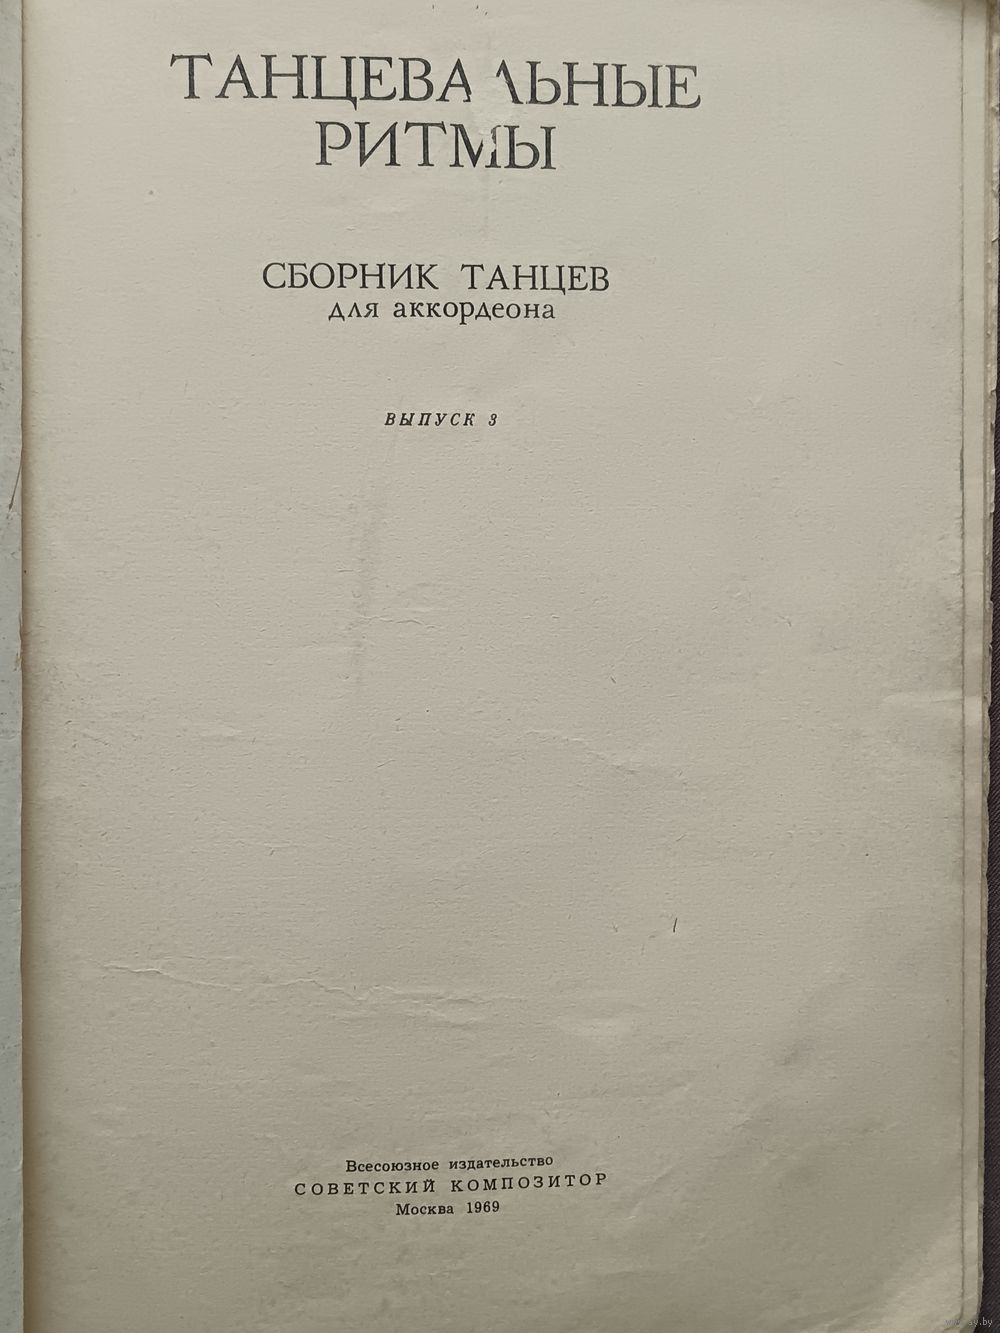 ТАНЦЕВАЛЬНЫЕ
РИТМЫ
СБОРНИК ТАНЦЕВ
для аккордеона
ВЫПУСК 3
Всесоюзное издательство
СОВЕТСКИЙ КОМПОЗИТОР
Москва 1969